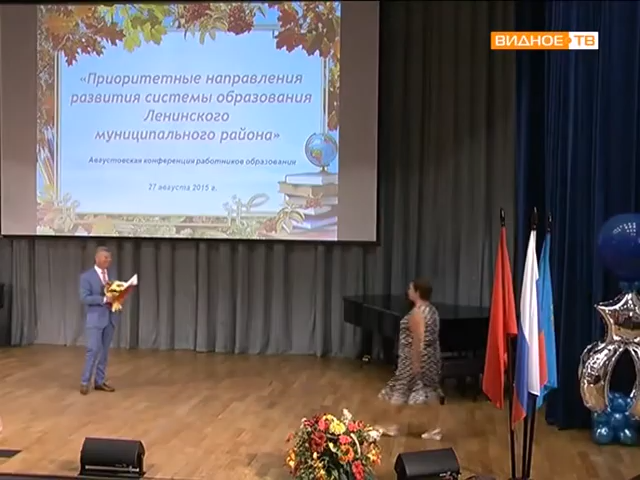 «Приоритетные направления
развития системы образования
Ленинского
муниципального района»
Августовская конференция работников образования
27 августа 2015 г.
ВИДНОЕ ТВ